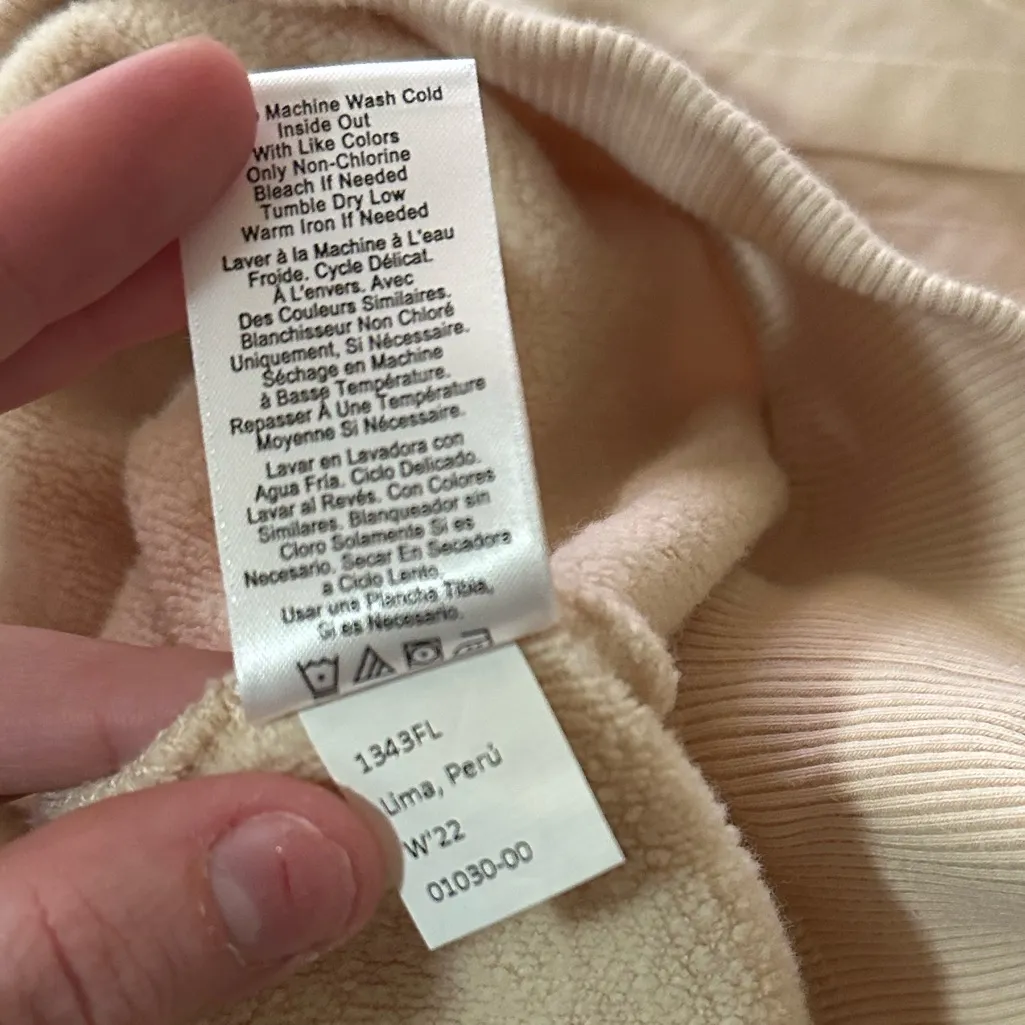 Machine Wash Cold
Inside Out
With Like Colors
Only Non-Chlorine
Bleach If Needed
Tumble Dry Low
Warm Iron If Needed
Laver à la Machine à L'eau
Froide. Cycle Délicat.
À L'envers. Avec
Des Couleurs Similaires.
Blanchisseur Non Chloré
Uniquement, Si Nécessaire.
Séchage en Machine
à Basse Température.
Repasser À Une Température
Moyenne Si Nécessaire.
Lavar en Lavadora con
Agua Fría. Ciclo Delicado.
Lavar al Revés. Con Colores
Similares. Blanqueador sin
Cloro Solamente Si es
Necesario. Secar En Secadora
a Ciclo Lento.
Usar una Plancha Tibia,
Si es Necesario.
1343FL
Lima, Perú
W'22
01030-00